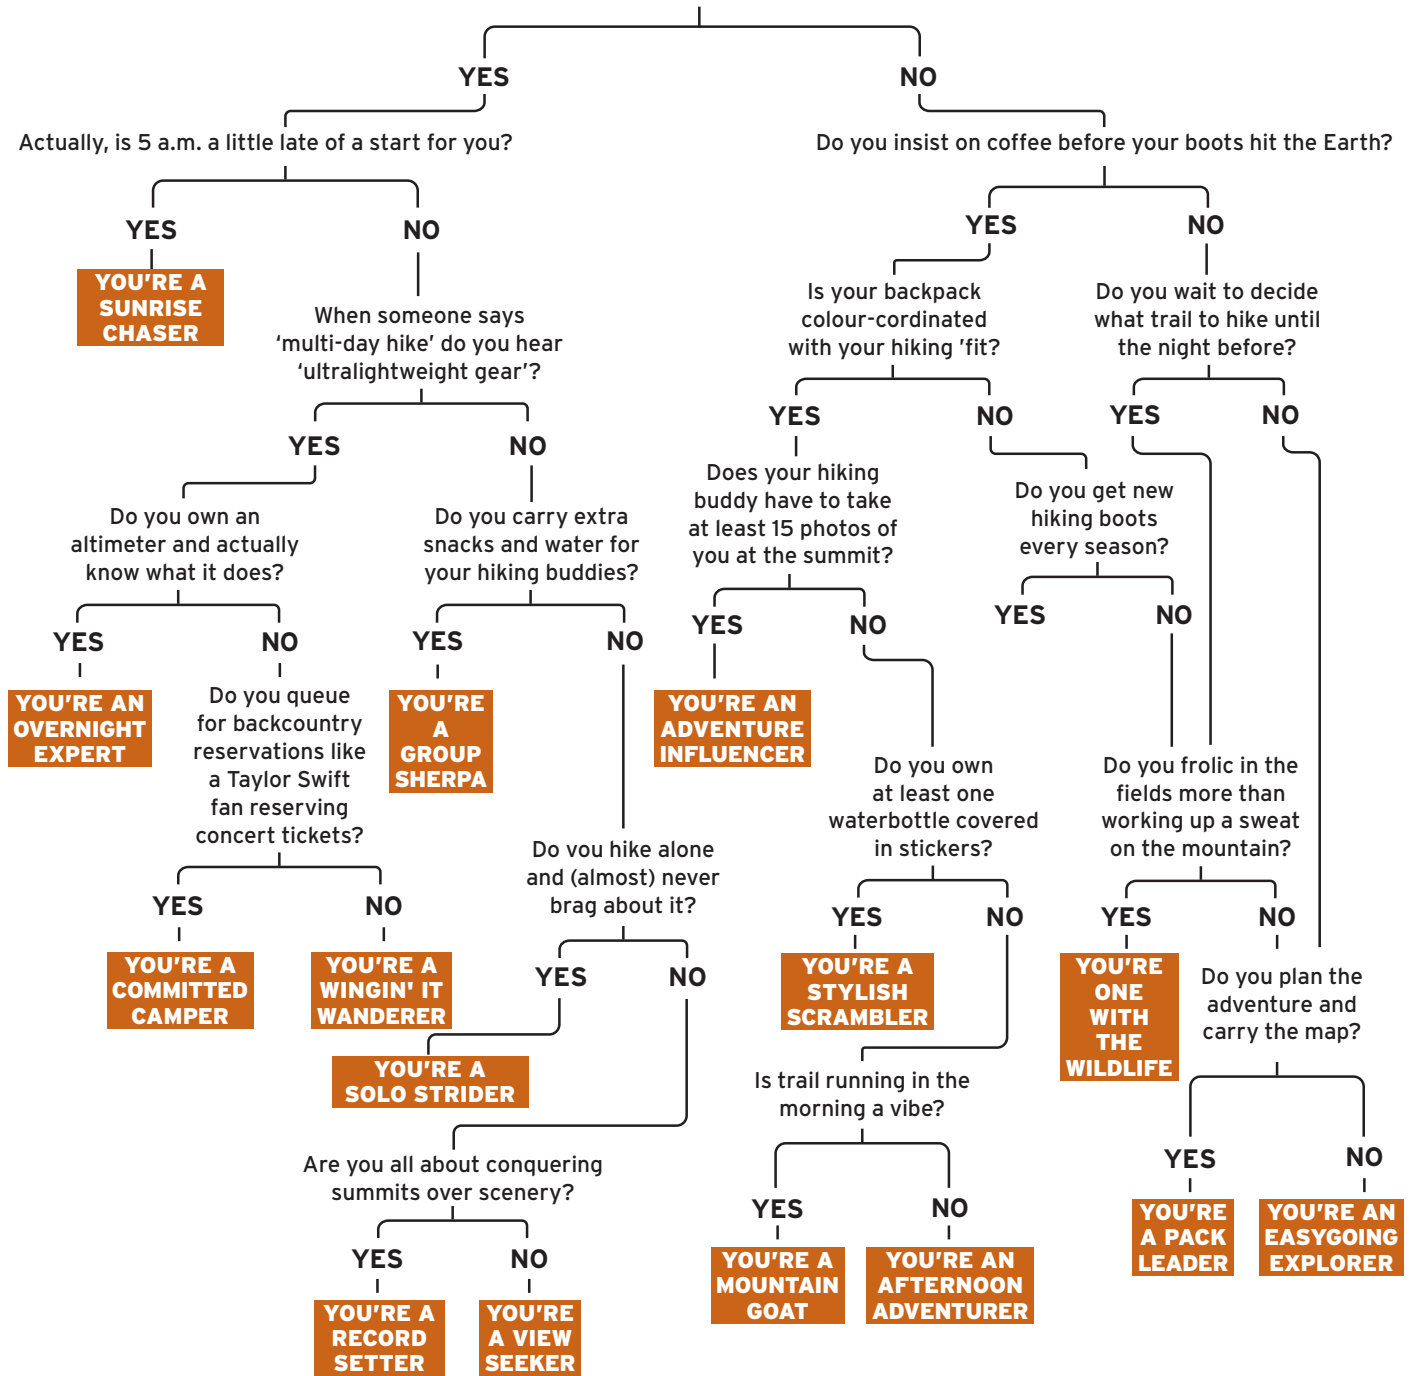 YES
NO
Actually, is 5 a.m. a little late of a start for you?
Do you insist on coffee before your boots hit the Earth?
YES
NO
YES
NO
YOU'RE A
SUNRISE
CHASER
When someone says
‘multi-day hike’ do you hear
‘ultralightweight gear’?
Is your backpack
colour-cordinated
with your hiking ’fit?
Do you wait to decide
what trail to hike until
the night before?
YES
NO
YES
NO
YES
NO
Do you own an
altimeter and actually
know what it does?
Do you carry extra
snacks and water for
your hiking buddies?
Does your hiking
buddy have to take
at least 15 photos of
you at the summit?
Do you get new
hiking boots
every season?
YES
NO
YES
NO
YES
NO
YES
NO
YOU'RE AN
OVERNIGHT
EXPERT
Do you queue
for backcountry
reservations like
a Taylor Swift
fan reserving
concert tickets?
YOU'RE
A
GROUP
SHERPA
YOU'RE AN
ADVENTURE
INFLUENCER
Do you own
at least one
waterbottle covered
in stickers?
Do you frolic in the
fields more than
working up a sweat
on the mountain?
Do vou hike alone
and (almost) never
brag about it?
YES
NO
YES
NO
YES
NO
YES
NO
YOU'RE A
COMMITTED
CAMPER
YOU'RE A
WINGIN' IT
WANDERER
YOU'RE A
STYLISH
SCRAMBLER
YOU'RE
ONE
WITH
THE
WILDLIFE
Do you plan the
adventure and
carry the map?
YOU'RE A
SOLO STRIDER
Is trail running in the
morning a vibe?
Are you all about conquering
summits over scenery?
YES
NO
YES
NO
YES
NO
YOU'RE
A PACK
LEADER
YOU'RE AN
EASYGOING
EXPLORER
YOU'RE A
MOUNTAIN
GOAT
YOU'RE AN
AFTERNOON
ADVENTURER
YOU'RE A
RECORD
SETTER
YOU'RE
A VIEW
SEEKER